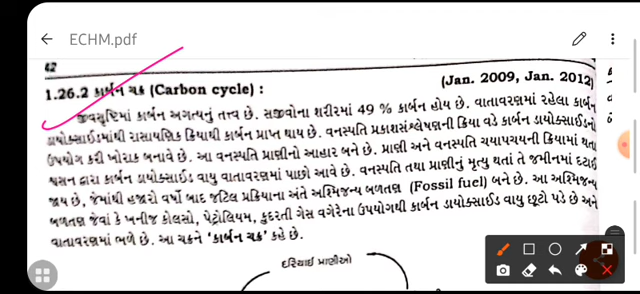 ECHM.pdf
42
1.26.2 કાર્બન ચક્ર (Carbon cycle) :
(Jan. 2009, Jan. 2012)
જીવસૃષ્ટિમાં કાર્બન અગત્યનું તત્ત્વ છે. સજીવોના શરીરમાં 49 % કાર્બન હોય છે. વાતાવરણમાં રહેલા કાર્બન
ડાયોક્સાઈડમાંથી રાસાયણિક ક્રિયાથી કાર્બન પ્રાપ્ત થાય છે. વનસ્પતિ પ્રકાશસંશ્લેષણની ક્રિયા વડે કાર્બન ડાયોક્સાઈડનો
ઉપયોગ કરી ખોરાક બનાવે છે. આ વનસ્પતિ પ્રાણીનો આહાર બને છે. પ્રાણી અને વનસ્પતિ ચયાપચયની ક્રિયામાં થતા
શ્વસન દ્વારા કાર્બન ડાયોક્સાઈડ વાયુ વાતાવરણમાં પાછો આવે છે. વનસ્પતિ તથા પ્રાણીનું મૃત્યુ થતાં તે જમીનમાં દટાઈ
જાય છે, જેમાંથી હજારો વર્ષો બાદ જટિલ પ્રક્રિયાના અંતે અશ્મિજન્ય બળતણ (Fossil fuel) બને છે. આ અશ્મિજન્ય
બળતણ જેવાં કે ખનીજ કોલસો, પેટ્રોલિયમ, કુદરતી ગેસ વગેરેના ઉપયોગથી કાર્બન ડાયોક્સાઈડ વાયુ છૂટો પડે છે અને
વાતાવરણમાં ભળે છે. આ ચક્રને 'કાર્બન ચક્ર' કહે છે.
દરિયાઈ પ્રાણીઓ